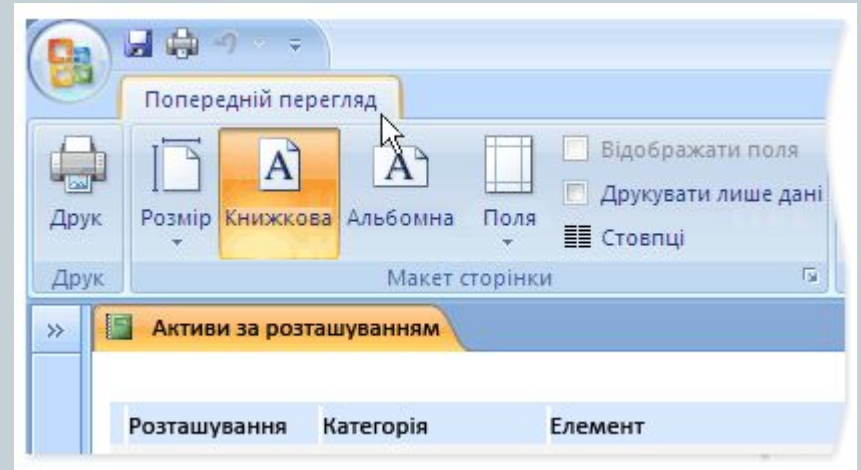 Попередній перегляд
Відображати поля
Друкувати лише дані
Друк Розмір Книжкова Альбомна Поля
Стовпці
Друк Макет сторінки
Активи за розташуванням
Розташування Категорія Елемент